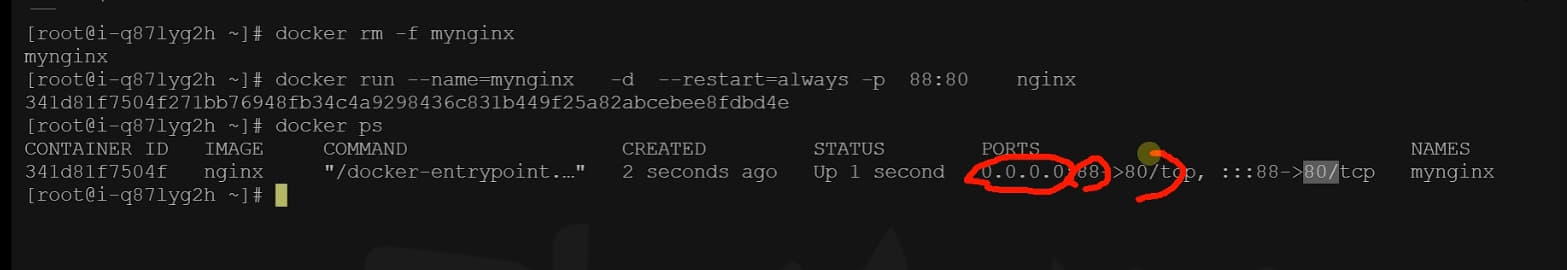 [root@i-q87lyg2h ~]# docker rm -f mynginx
mynginx
[root@i-q87lyg2h ~]# docker run --name=mynginx   -d  --restart=always -p  88:80    nginx
341d81f7504f271bb76948fb34c4a9298436c831b449f25a82abcebee8fdbd4e
[root@i-q87lyg2h ~]# docker ps
CONTAINER ID   IMAGE     COMMAND                  CREATED         STATUS        PORTS                               NAMES
341d81f7504f   nginx     "/docker-entrypoint.…"   2 seconds ago   Up 1 second   0.0.0.0:88->80/tcp, :::88->80/tcp   mynginx
[root@i-q87lyg2h ~]#